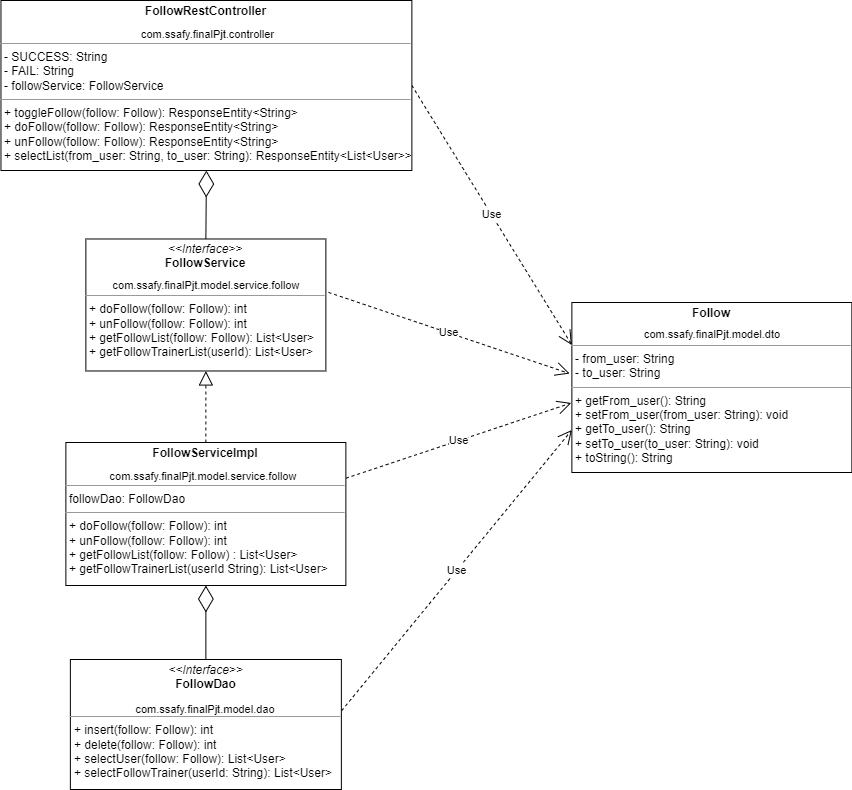 FollowRestController
com.ssafy.finalPjt.controller
- SUCCESS: String
- FAIL: String
- followService: FollowService
+ toggleFollow(follow: Follow): ResponseEntity<String>
+ doFollow(follow: Follow): ResponseEntity<String>
+ unFollow(follow: Follow): ResponseEntity<String>
+ selectList(from_user: String, to_user: String): ResponseEntity<List<User>>
Use
<<Interface>>
FollowService
com.ssafy.finalPjt.model.service.follow
+ doFollow(follow: Follow): int
+ unFollow(follow: Follow): int
+ getFollowList(follow: Follow): List<User>
+ getFollowTrainerList(userId): List<User>
Use
Follow
com.ssafy.finalPjt.model.dto
- from_user: String
- to_user: String
+ getFrom_user(): String
+ setFrom_user(from_user: String): void
+ getTo_user(): String
+ setTo_user(to_user: String): void
+ toString(): String
Use
FollowServiceImpl
com.ssafy.finalPjt.model.service.follow
followDao: FollowDao
+ doFollow(follow: Follow): int
+ unFollow(follow: Follow): int
+ getFollowList(follow: Follow) : List<User>
+ getFollowTrainerList(userId String): List<User>
Use
<<Interface>>
FollowDao
com.ssafy.finalPjt.model.dao
+ insert(follow: Follow): int
+ delete(follow: Follow): int
+ selectUser(follow: Follow): List<User>
+ selectFollowTrainer(userId: String): List<User>